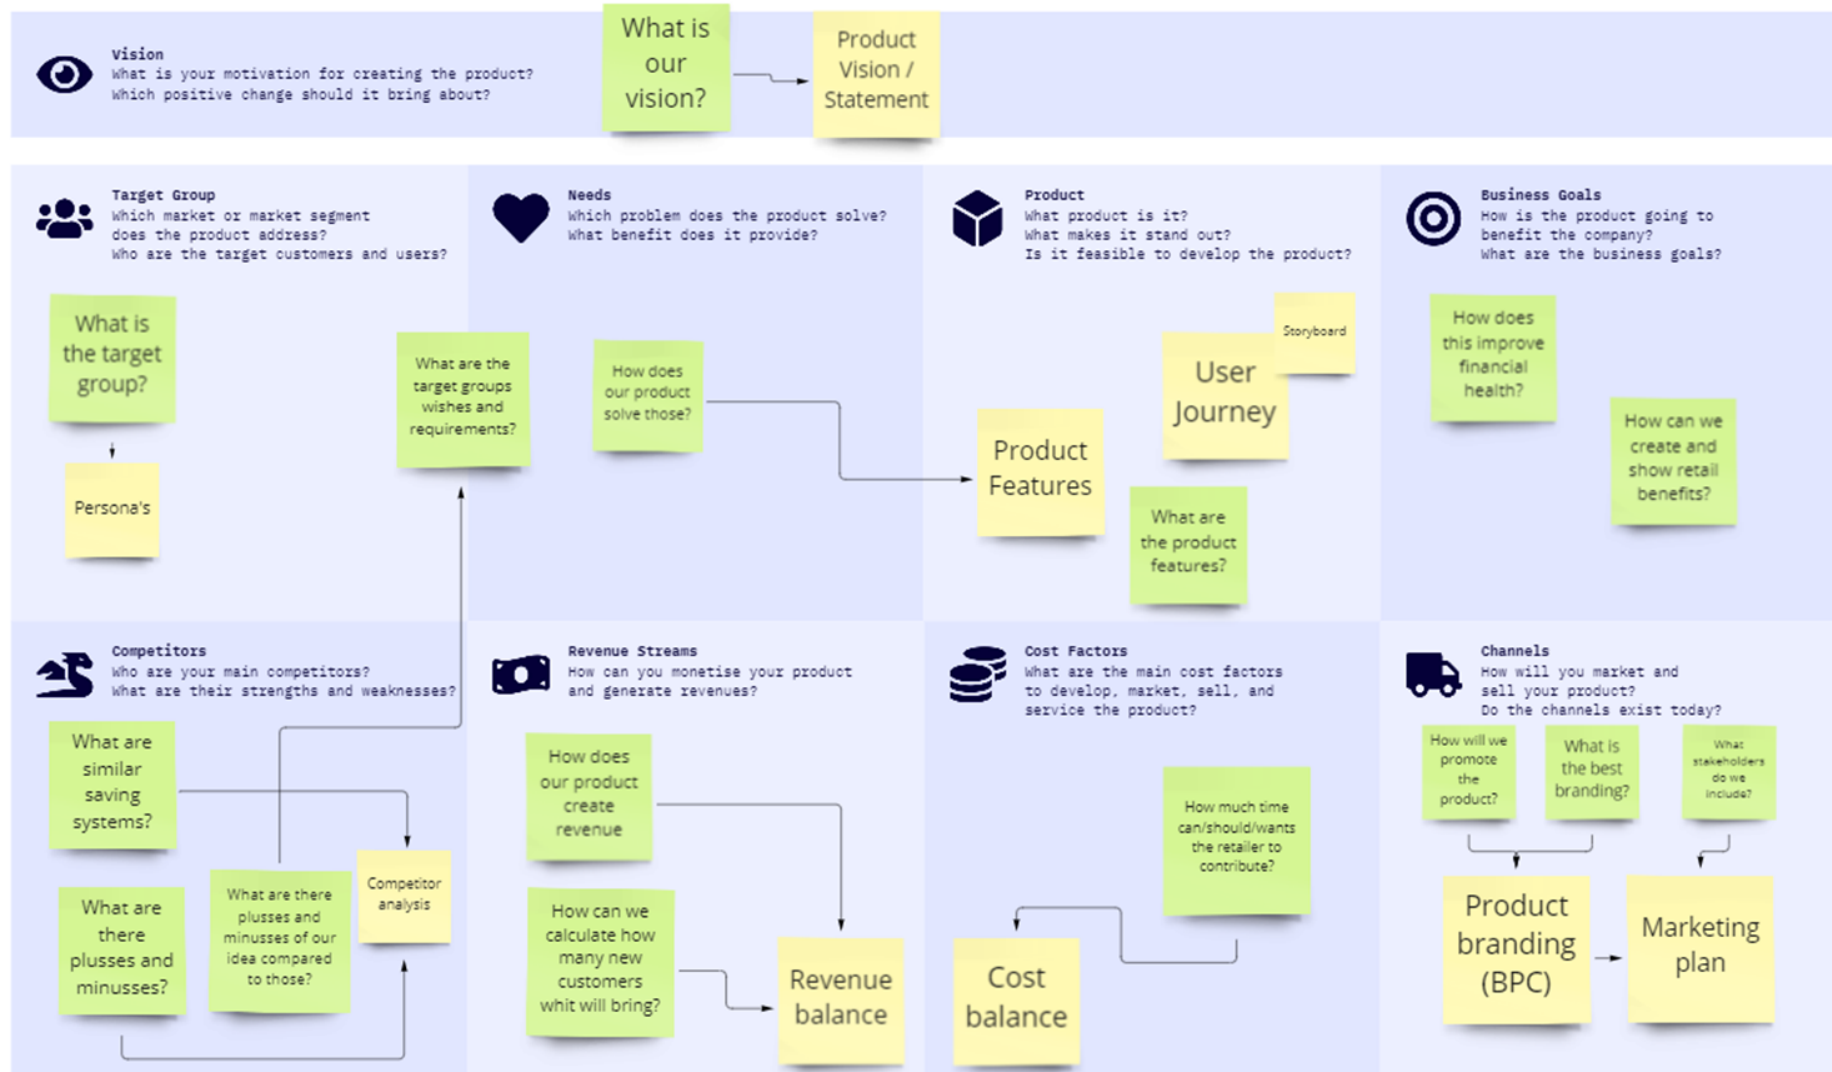 Vision
What is your motivation for creating the product?
Which positive change should it bring about?
What is
our
vision?
Product
Vision /
Statement
Target Group
Which market or market segment
does the product address?
Who are the target customers and users?
What is
the target
group?
Persona's
Needs
Which problem does the product solve?
What benefit does it provide?
What are the
target groups
wishes and
requirements?
How does
our product
solve those?
Product
What product is it?
What makes it stand out?
Is it feasible to develop the product?
Storyboard
User
Journey
Product
Features
What are
the product
features?
Business Goals
How is the product going to
benefit the company?
What are the business goals?
How does
this improve
financial
health?
How can we
create and
show retail
benefits?
Competitors
Who are your main competitors?
What are their strengths and weaknesses?
What are
similar
saving
systems?
What are
there
plusses and
minusses?
What are there
plusses and
minusses of our
idea compared
to those?
Competitor
analysis
Revenue Streams
How can you monetise your product
and generate revenues?
How does
our product
create
revenue
How can we
calculate how
many new
customers
whit will bring?
Revenue
balance
Cost Factors
What are the main cost factors
to develop, market, sell, and
service the product?
How much time
can/should/wants
the retailer to
contribute?
Cost
balance
Channels
How will you market and
sell your product?
Do the channels exist today?
How will we
promote
the
product?
What is
the best
branding?
What
stakeholders
do we
include?
Product
branding
(BPC)
Marketing
plan